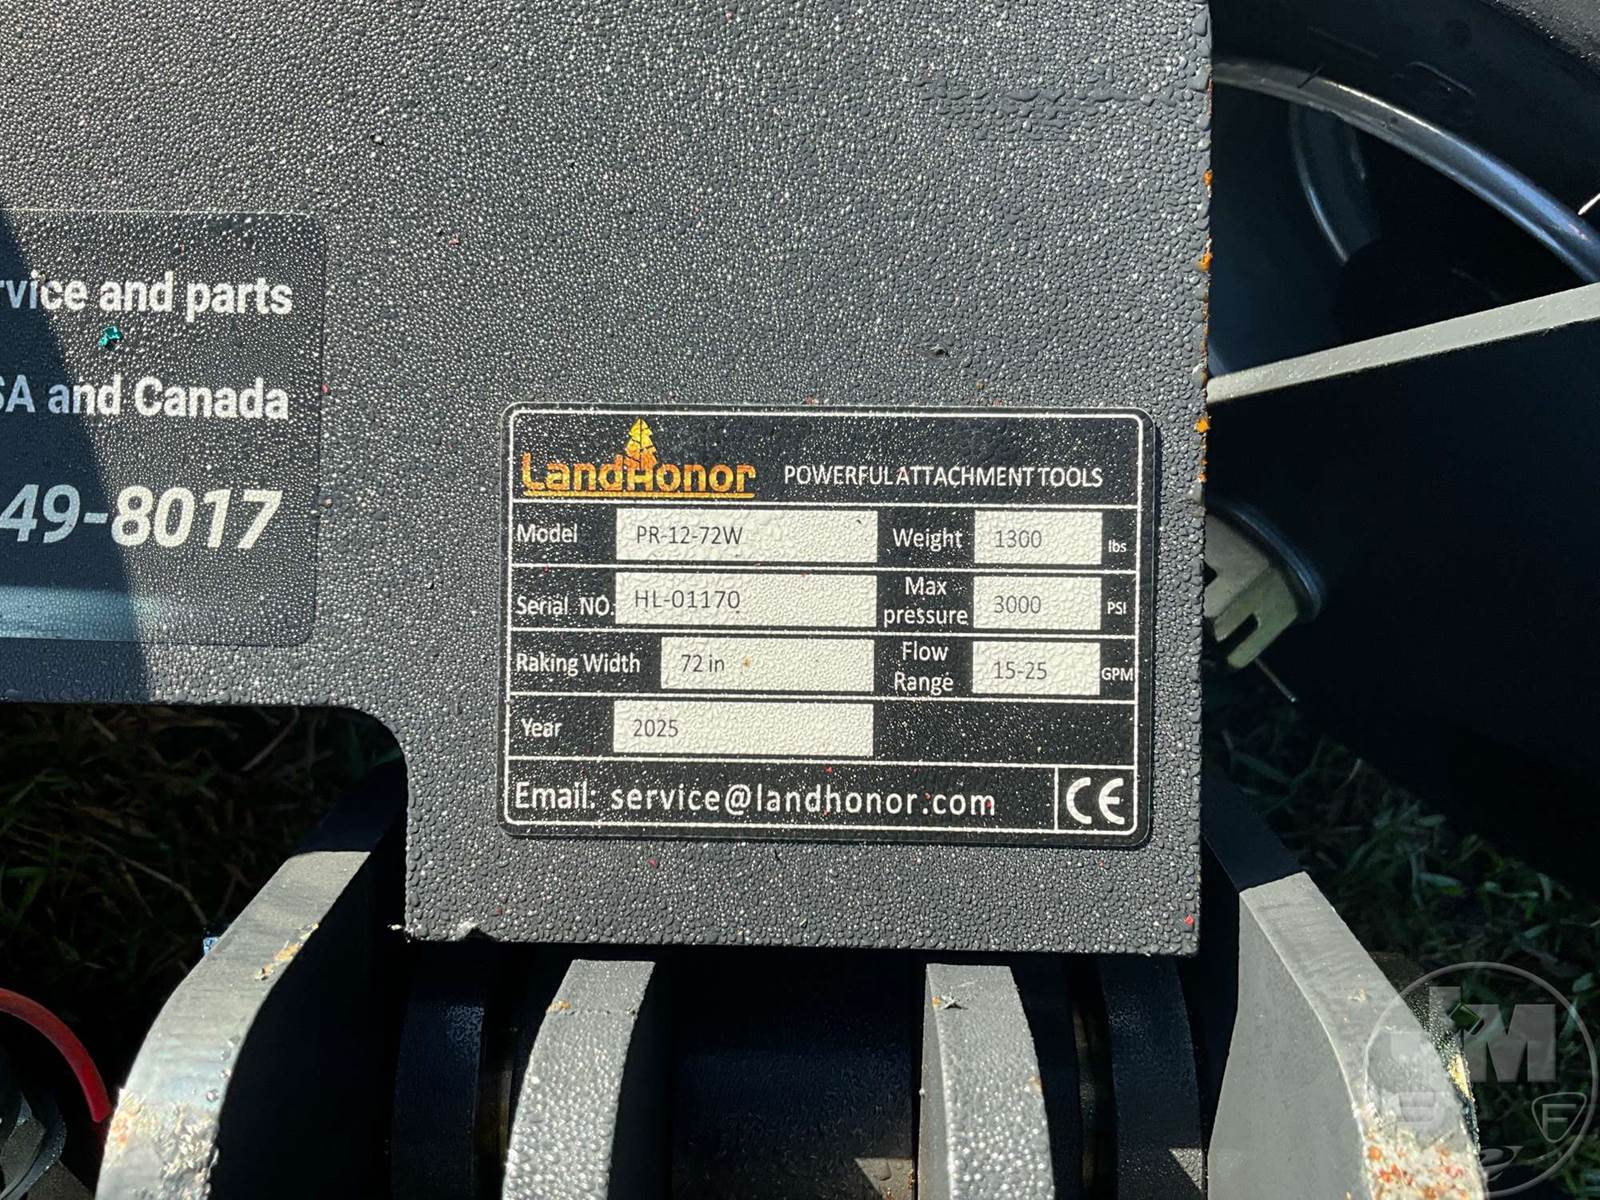 rvice and parts
SA and Canada
49-8017
LandHonor POWERFUL ATTACHMENT TOOLS
Model PR-12-72W Weight 1300 lbs
Serial NO. HL-01170 Max pressure 3000 PSI
Raking Width 72 in Flow Range 15-25 GPM
Year 2025
Email: service@landhonor.com CE
JM